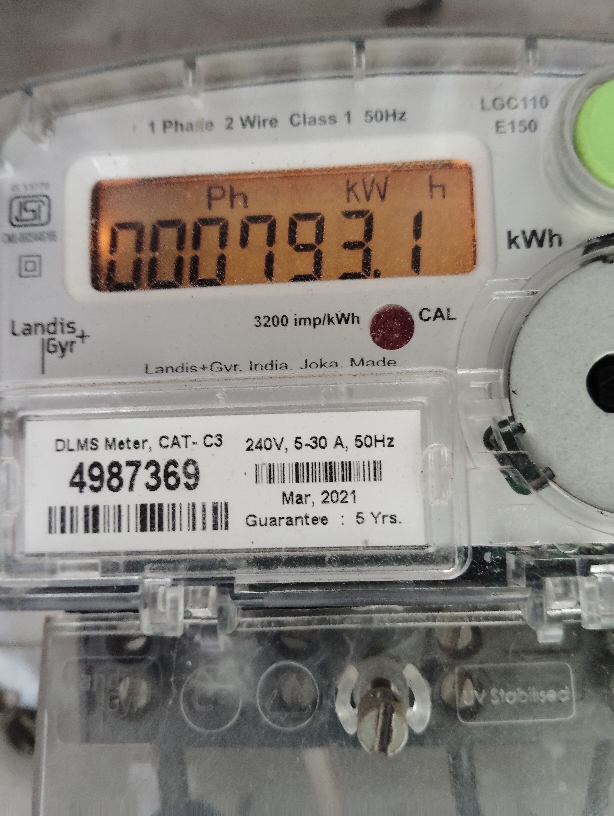 1 Phase 2 Wire Class 1 50Hz
LGC110
E150
Ph kW h
000793.1
kWh
3200 imp/kWh
CAL
Landis+
Gyr
Landis+Gyr, India, Joka, Made
DLMS Meter, CAT- C3
240V, 5-30 A, 50Hz
4987369
Mar, 2021
Guarantee : 5 Yrs.
UV Stabilised